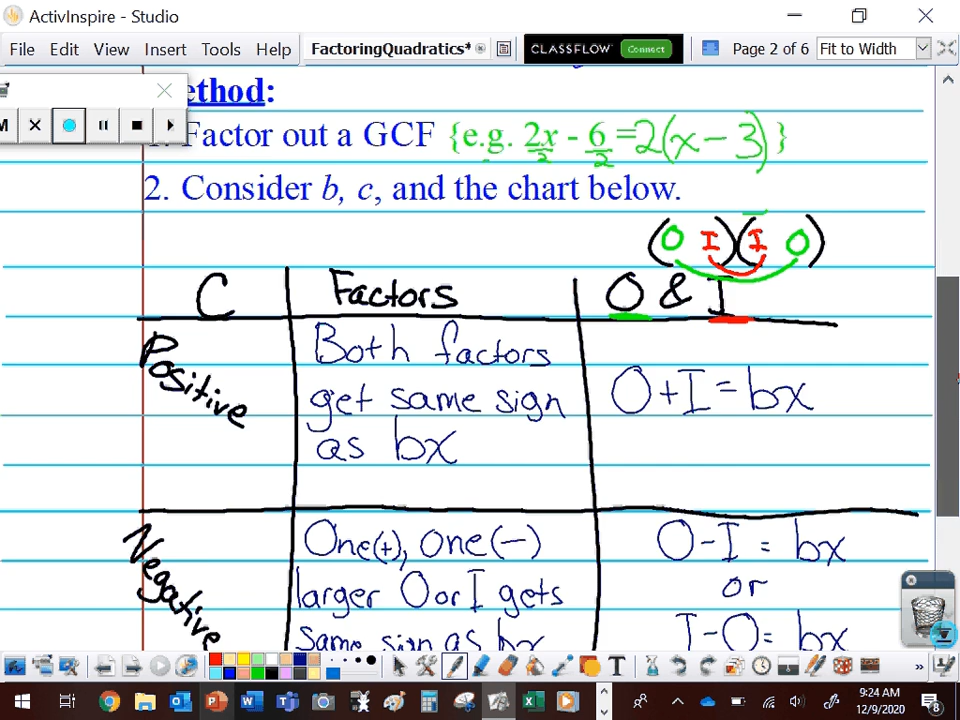 ActivInspire - Studio
File Edit View Insert Tools Help FactoringQuadratics* CLASSFLOW Connect Page 2 of 6 Fit to Width
ethod:
M
1. Factor out a GCF {e.g. 2x/2 - 6/2 = 2(x - 3)}
2. Consider b, c, and the chart below.
(O I)(I O)
C Factors O & I
Positive
Both factors
get same sign
as bx
O + I = bx
Negative
One(+), one(-)
larger O or I gets
same sign as bx
O - I = bx
or
I - O = bx
T
9:24 AM
12/9/2020
8